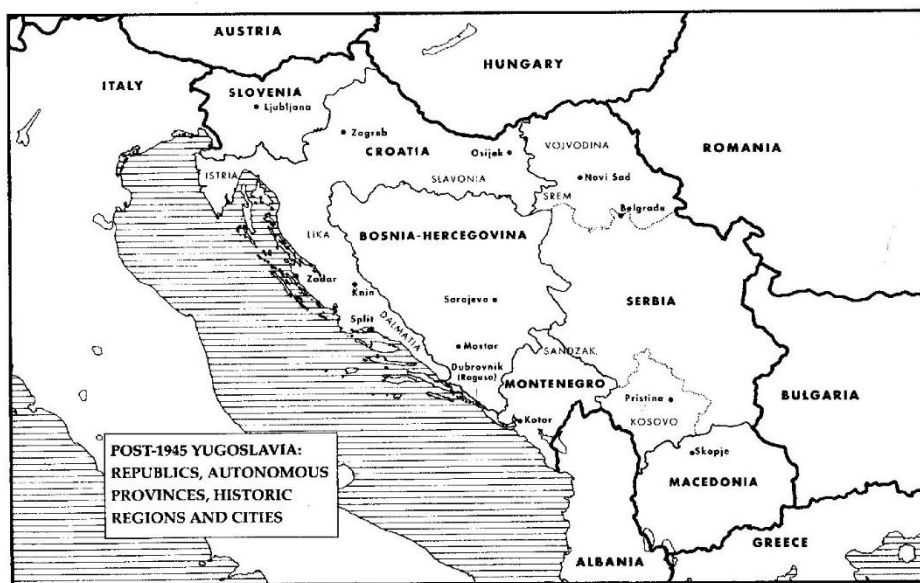 AUSTRIA
HUNGARY
ITALY
SLOVENIA
Ljubljana
Zagreb
CROATIA
Osijek
VOJVODINA
ROMANIA
ISTRIA
SLAVONIA
Novi Sad
SREM
Belgrade
LIKA
BOSNIA-HERCEGOVINA
Zadar
Knin
Sarajevo
SERBIA
Split
DALMATIA
Mostar
SANDZAK
Dubrovnik
(Ragusa)
MONTENEGRO
Pristina
BULGARIA
Kotor
KOSOVO
Skopje
MACEDONIA
POST-1945 YUGOSLAVIA:
REPUBLICS, AUTONOMOUS
PROVINCES, HISTORIC
REGIONS AND CITIES
ALBANIA
GREECE